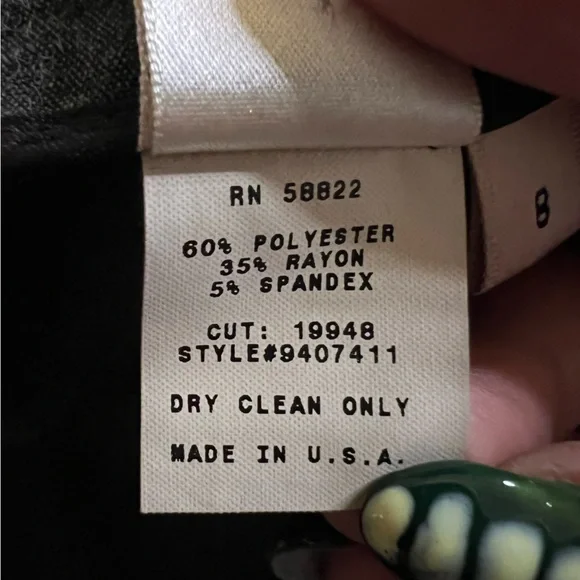 RN 58822
60% POLYESTER
35% RAYON
5% SPANDEX
CUT: 19948
STYLE#9407411
DRY CLEAN ONLY
MADE IN U.S.A.
8